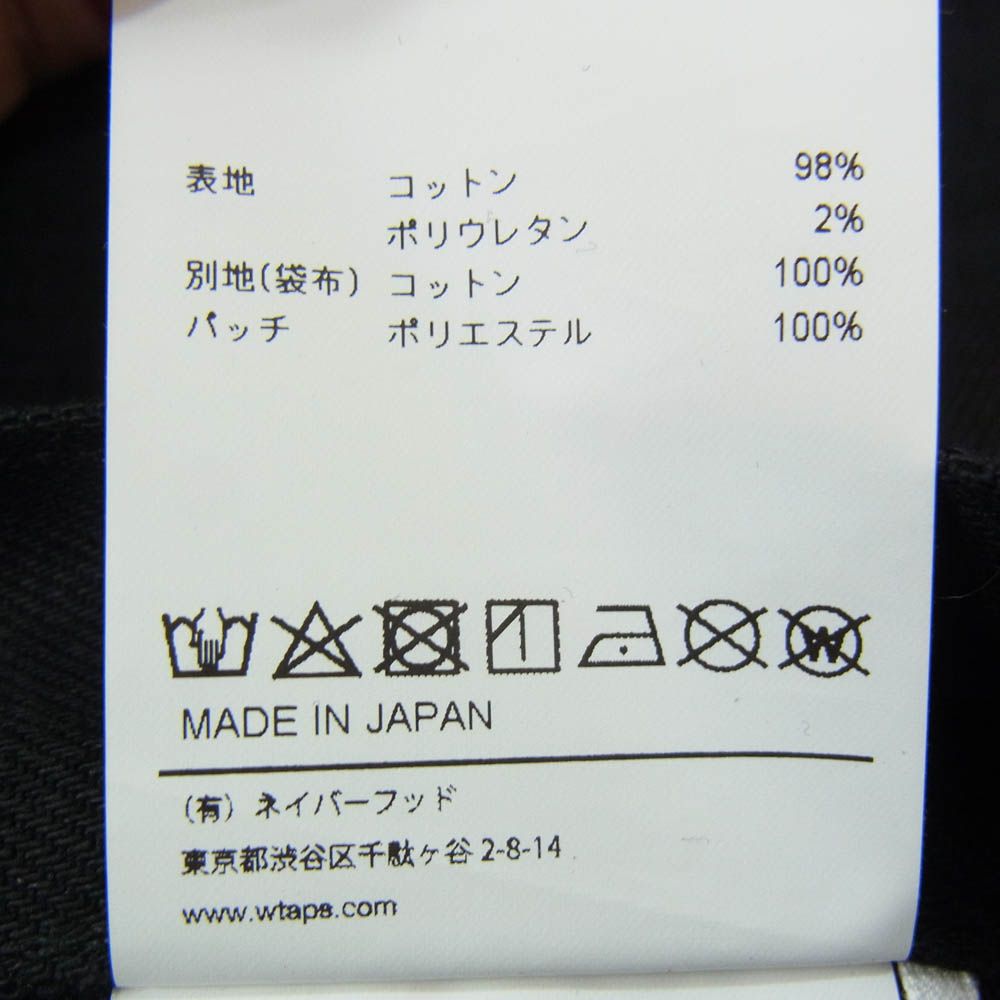 表地 コットン 98%
ポリウレタン 2%
別地(袋布) コットン 100%
パッチ ポリエステル 100%
W
MADE IN JAPAN
(有) ネイバーフッド
東京都渋谷区千駄ヶ谷 2-8-14
www.wtaps.com